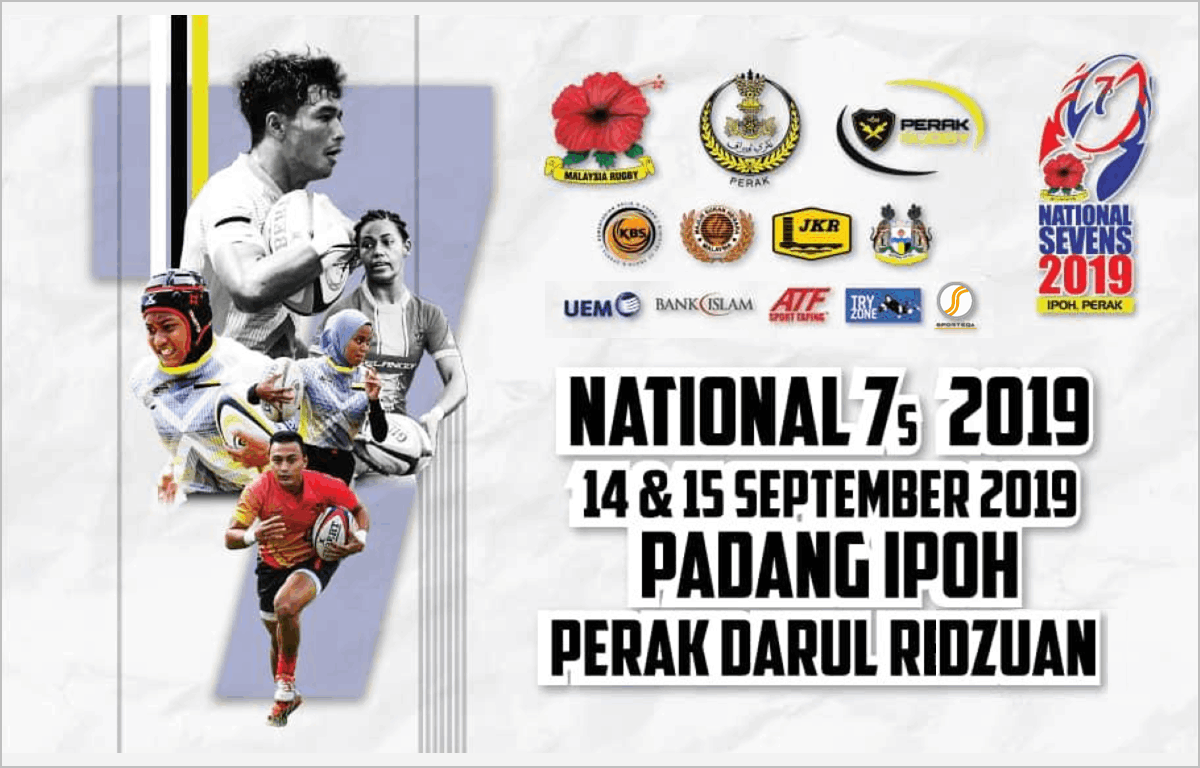 MALAYSIA RUGBY
PERAK
PERAK
RUGBY
7
NATIONAL
SEVENS
2019
IPOH, PERAK
KBS
JKR
UEM
BANK ISLAM
ATF
SPORT TAPING
TRY
ZONE
SPORTEQA
NATIONAL 7s 2019
14 & 15 SEPTEMBER 2019
PADANG IPOH
PERAK DARUL RIDZUAN